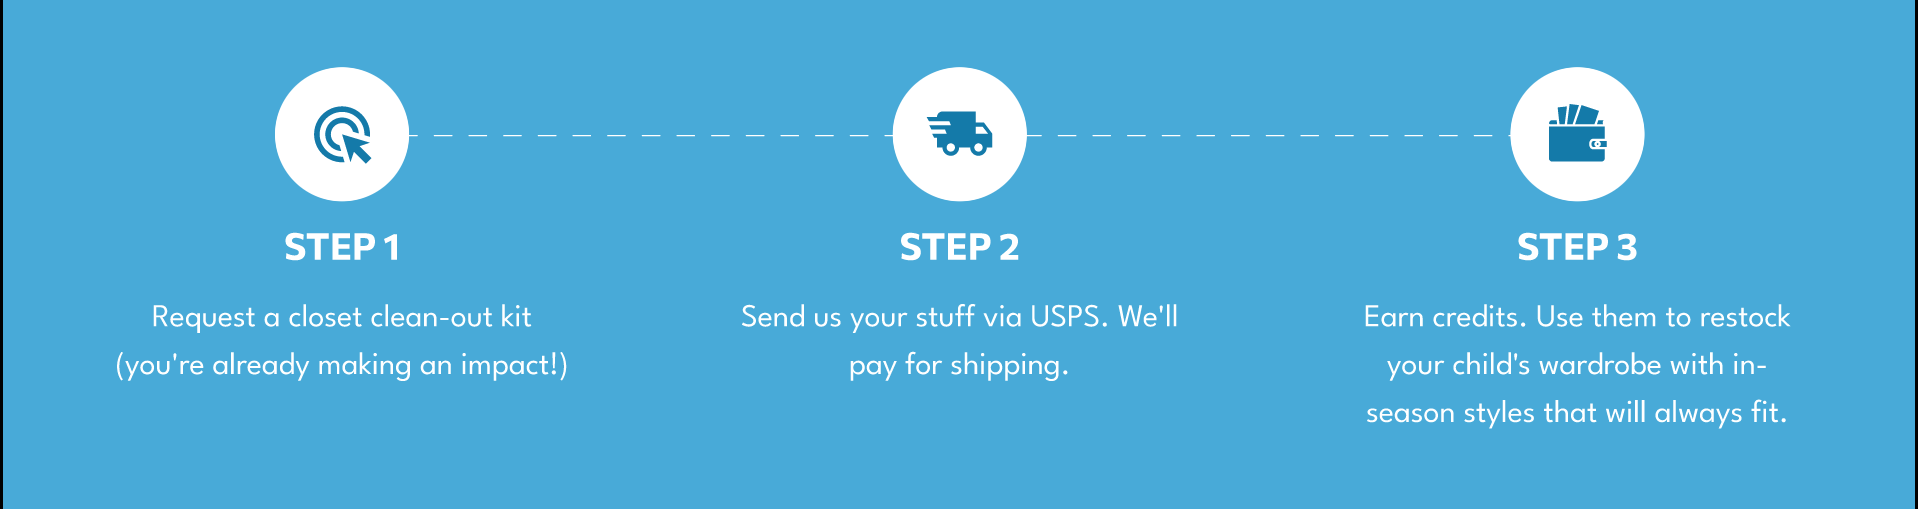 STEP 1
Request a closet clean-out kit
(you're already making an impact!)
STEP 2
Send us your stuff via USPS. We'll
pay for shipping.
STEP 3
Earn credits. Use them to restock
your child's wardrobe with in-
season styles that will always fit.